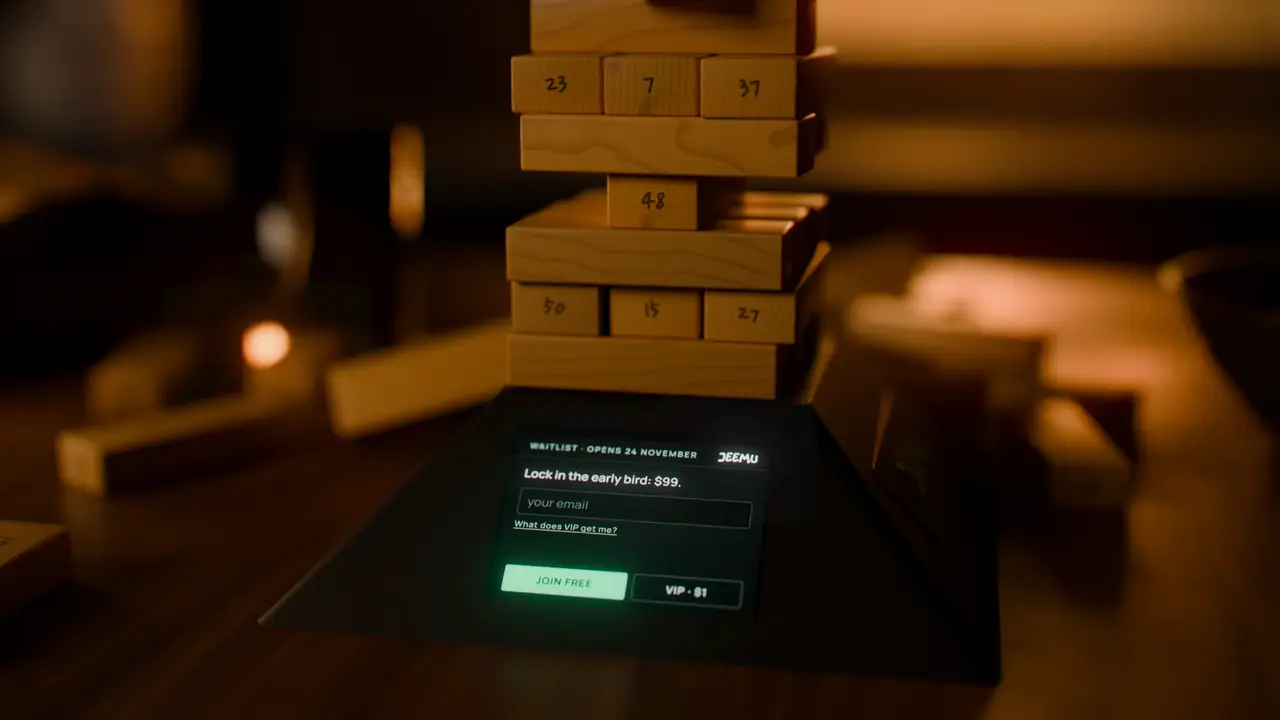 23 7 37
48
50 15 27
WAITLIST · OPENS 24 NOVEMBER JEEMU
Lock in the early bird: $99.
your email
What does VIP get me?
JOIN FREE VIP · $1